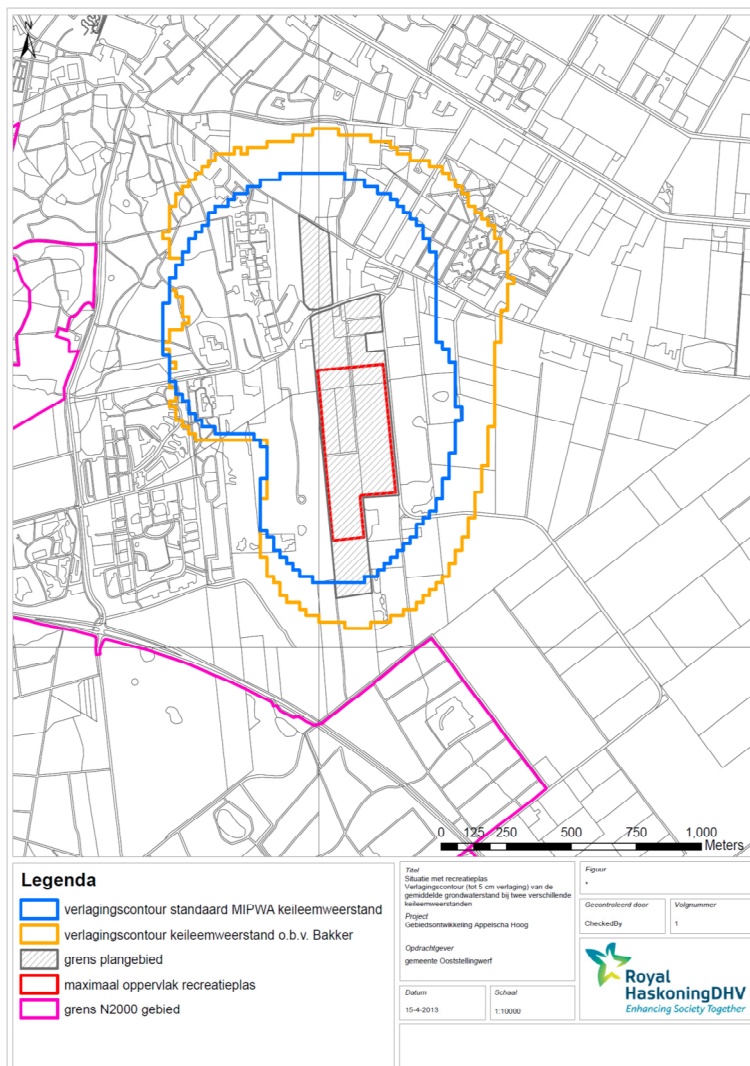 N
0 125 250 500 750 1,000
Meters
Legenda
verlagingscontour standaard MIPWA keileemweerstand
verlagingscontour keileemweerstand o.b.v. Bakker
grens plangebied
maximaal oppervlak recreatieplas
grens N2000 gebied
Titel
Situatie met recreatieplas
Verlagingscontour (tot 5 cm verlaging) van de
gemiddelde grondwaterstand bij twee verschillende
keileemweerstanden
Project
Gebiedsontwikkeling Appelscha Hoog
Opdrachtgever
gemeente Ooststellingwerf
Datum
15-4-2013
Schaal
1:10000
Figuur
*
Gecontroleerd door
CheckedBy
Volgnummer
1
Royal
HaskoningDHV
Enhancing Society Together